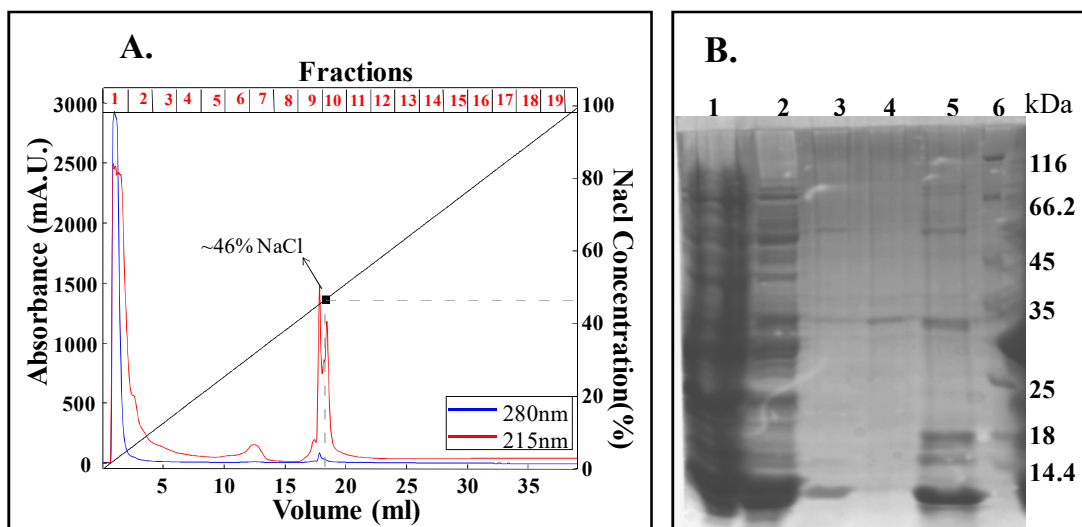 A.
Fractions
1 2 3 4 5 6 7 8 9 10 11 12 13 14 15 16 17 18 19
Absorbance (mA.U.)
3000
2500
2000
1500
1000
500
0
~46% NaCl
100
80
60
40
20
0
Nacl Concentration(%)
280nm
215nm
5 10 15 20 25 30 35
Volume (ml)
B.
1 2 3 4 5 6 kDa
116
66.2
45
35
25
18
14.4